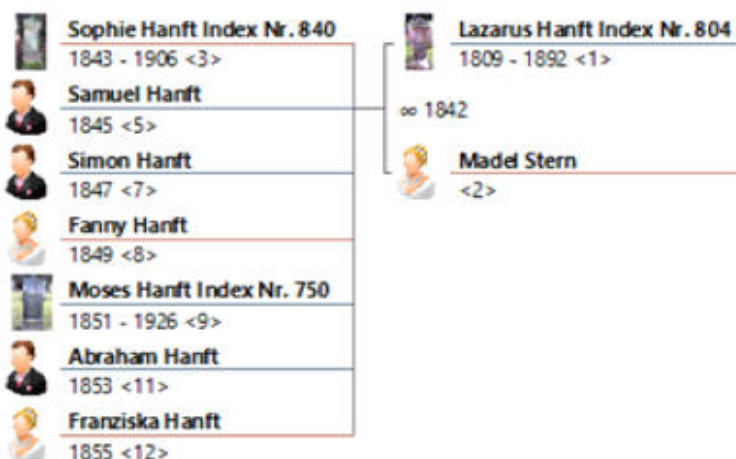 Sophie Hanft Index Nr. 840
1843 - 1906 <3>
Samuel Hanft
1845 <5>
Simon Hanft
1847 <7>
Fanny Hanft
1849 <8>
Moses Hanft Index Nr. 750
1851 - 1926 <9>
Abraham Hanft
1853 <11>
Franziska Hanft
1855 <12>
Lazarus Hanft Index Nr. 804
1809 - 1892 <1>
∞ 1842
Madel Stern
<2>